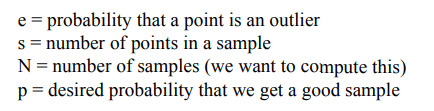 e = probability that a point is an outlier
s = number of points in a sample
N = number of samples (we want to compute this)
p = desired probability that we get a good sample